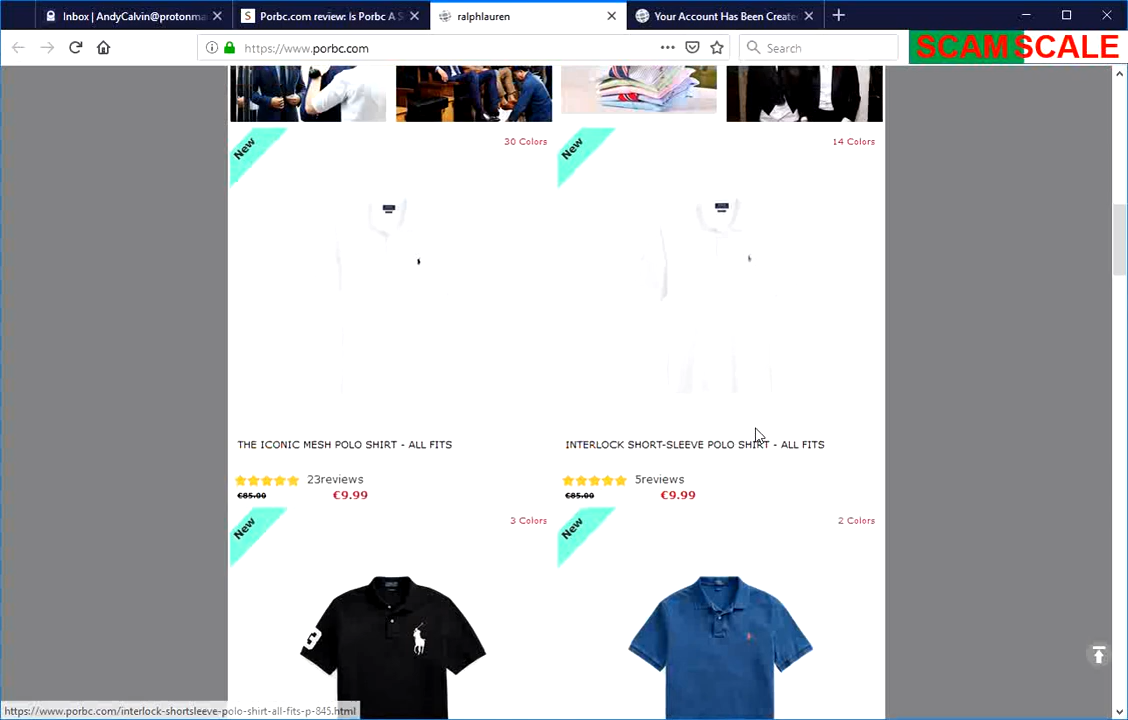 Inbox | AndyCalvin@protonma
Porbc.com review: Is Porbc A S
ralphlauren
Your Account Has Been Create
https://www.porbc.com
Search
SCAM SCALE
New
30 Colors
New
14 Colors
THE ICONIC MESH POLO SHIRT - ALL FITS
INTERLOCK SHORT-SLEEVE POLO SHIRT - ALL FITS
23reviews
5reviews
€85.00 €9.99
€85.00 €9.99
New
3 Colors
New
2 Colors
3
https://www.porbc.com/interlock-shortsleeve-polo-shirt-all-fits-p-845.html